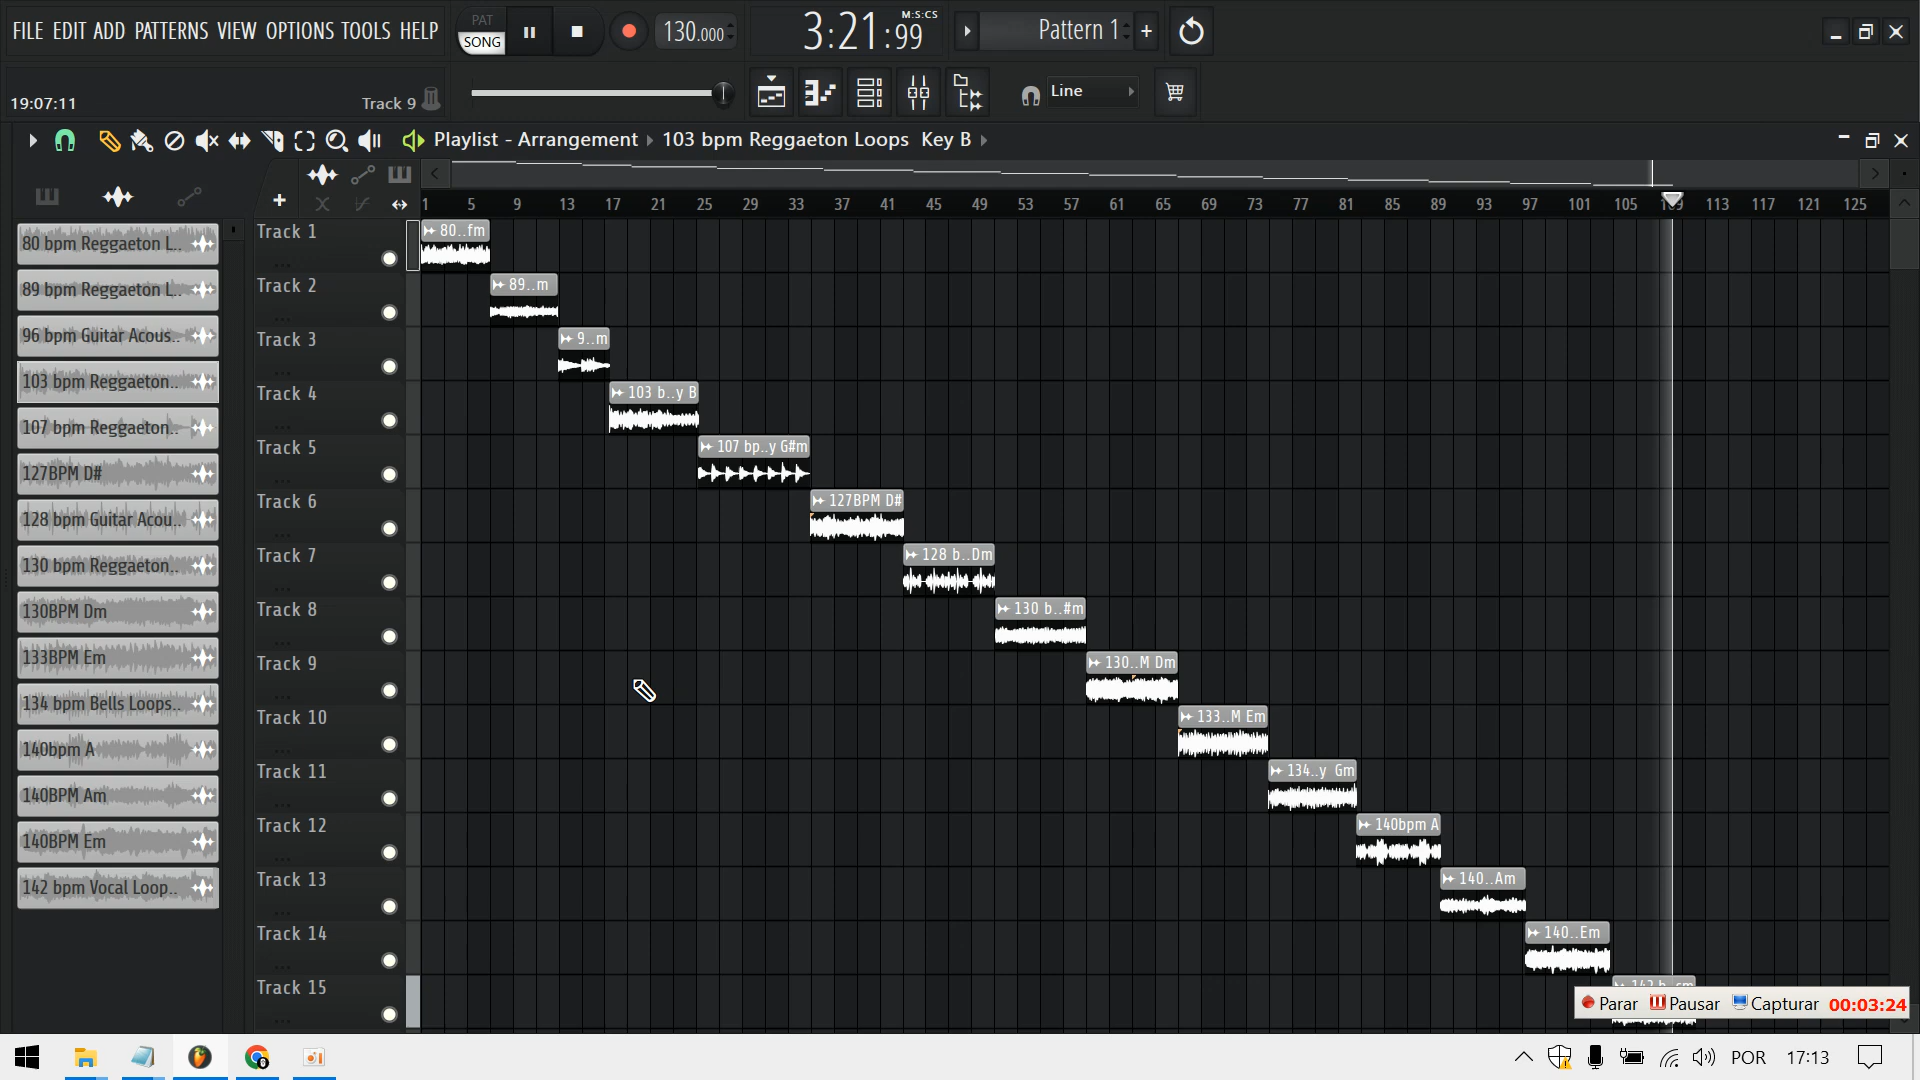 FILE EDIT ADD PATTERNS VIEW OPTIONS TOOLS HELP
PAT
SONG
130.000
3:21:99
M:S:CS
Pattern 1
+
19:07:11
Track 9
Line
Playlist - Arrangement
103 bpm Reggaeton Loops Key B
1 5 9 13 17 21 25 29 33 37 41 45 49 53 57 61 65 69 73 77 81 85 89 93 97 101 105 109 113 117 121 125
80 bpm Reggaeton L..
89 bpm Reggaeton L..
96 bpm Guitar Acous..
103 bpm Reggaeton..
107 bpm Reggaeton..
127BPM D#
128 bpm Guitar Acou..
130 bpm Reggaeton..
130BPM Dm
133BPM Em
134 bpm Bells Loops..
140bpm A
140BPM Am
140BPM Em
142 bpm Vocal Loop..
Track 1
80..fm
Track 2
89..m
Track 3
9..m
Track 4
103 b..y B
Track 5
107 bp..y G#m
Track 6
127BPM D#
Track 7
128 b..Dm
Track 8
130 b..#m
Track 9
130..M Dm
Track 10
133..M Em
Track 11
134..y Gm
Track 12
140bpm A
Track 13
140..Am
Track 14
140..Em
Track 15
Parar Pausar Capturar 00:03:24
POR
17:13